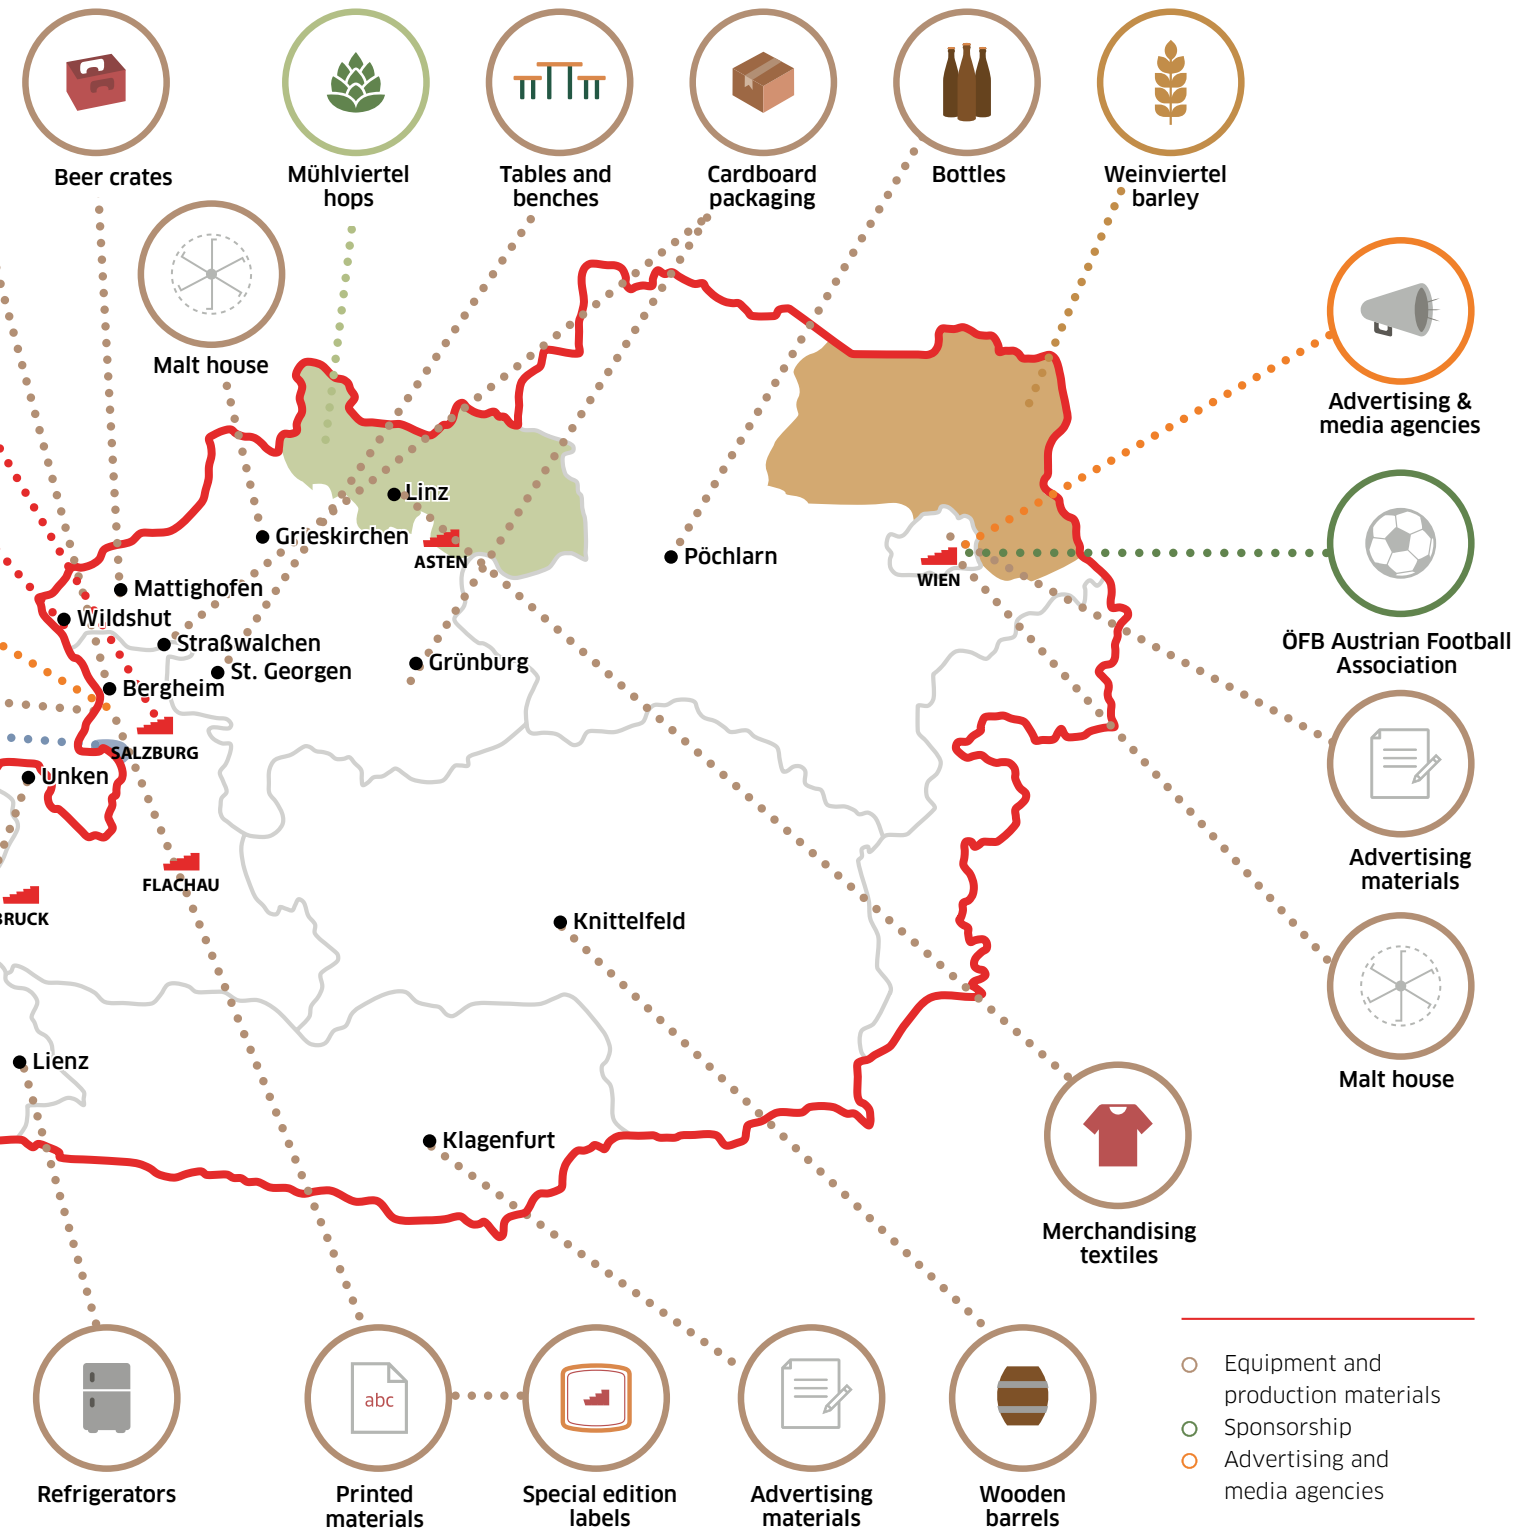 Beer crates
Mühlviertel
hops
Tables and
benches
Cardboard
packaging
Bottles
Weinviertel
barley
Malt house
Advertising &
media agencies
Linz
Grieskirchen
ASTEN
Pöchlarn
WIEN
Mattighofen
Wildshut
Straßwalchen
St. Georgen
Grünburg
Bergheim
ÖFB Austrian Football
Association
SALZBURG
Unken
FLACHAU
BRUCK
Advertising
materials
Knittelfeld
Lienz
Malt house
Klagenfurt
Merchandising
textiles
abc
Refrigerators
Printed
materials
Special edition
labels
Advertising
materials
Wooden
barrels
Equipment and
production materials
Sponsorship
Advertising and
media agencies